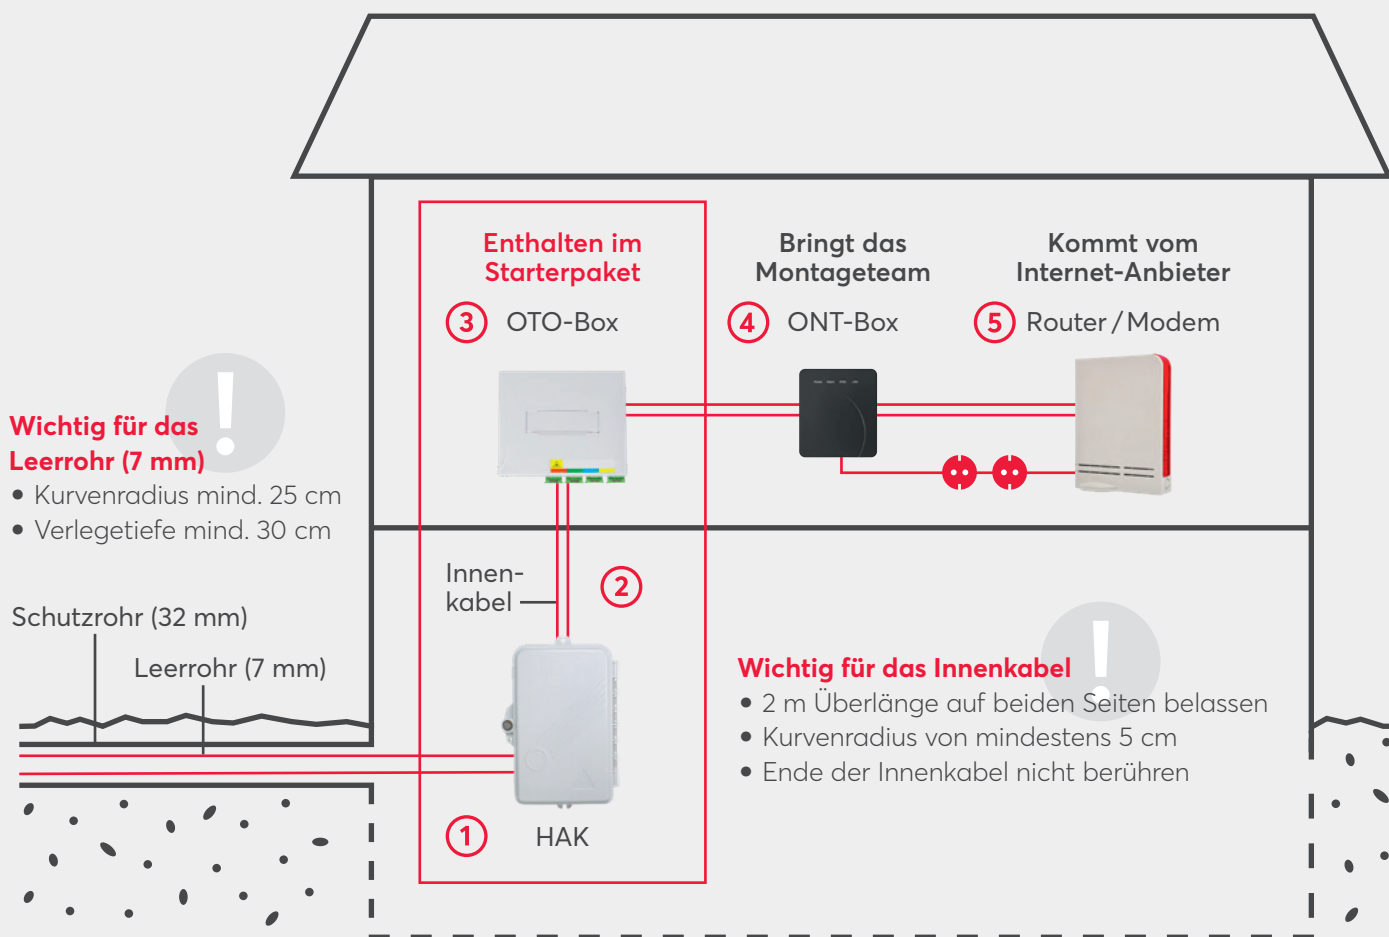 Enthalten im
Starterpaket
3 OTO-Box
Bringt das
Montageteam
4 ONT-Box
Kommt vom
Internet-Anbieter
5 Router/Modem
!
Wichtig für das
Leerrohr (7 mm)
• Kurvenradius mind. 25 cm
• Verlegetiefe mind. 30 cm
Innen-
kabel
2
Schutzrohr (32 mm)
Leerrohr (7 mm)
!
Wichtig für das Innenkabel
• 2 m Überlänge auf beiden Seiten belassen
• Kurvenradius von mindestens 5 cm
• Ende der Innenkabel nicht berühren
1 HAK